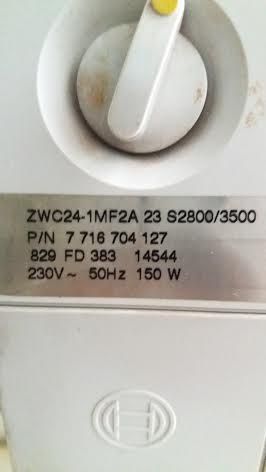 ZWC24-1MF2A 23 S2800/3500
P/N 7 716 704 127
829 FD 383 14544
230V~ 50Hz 150 W